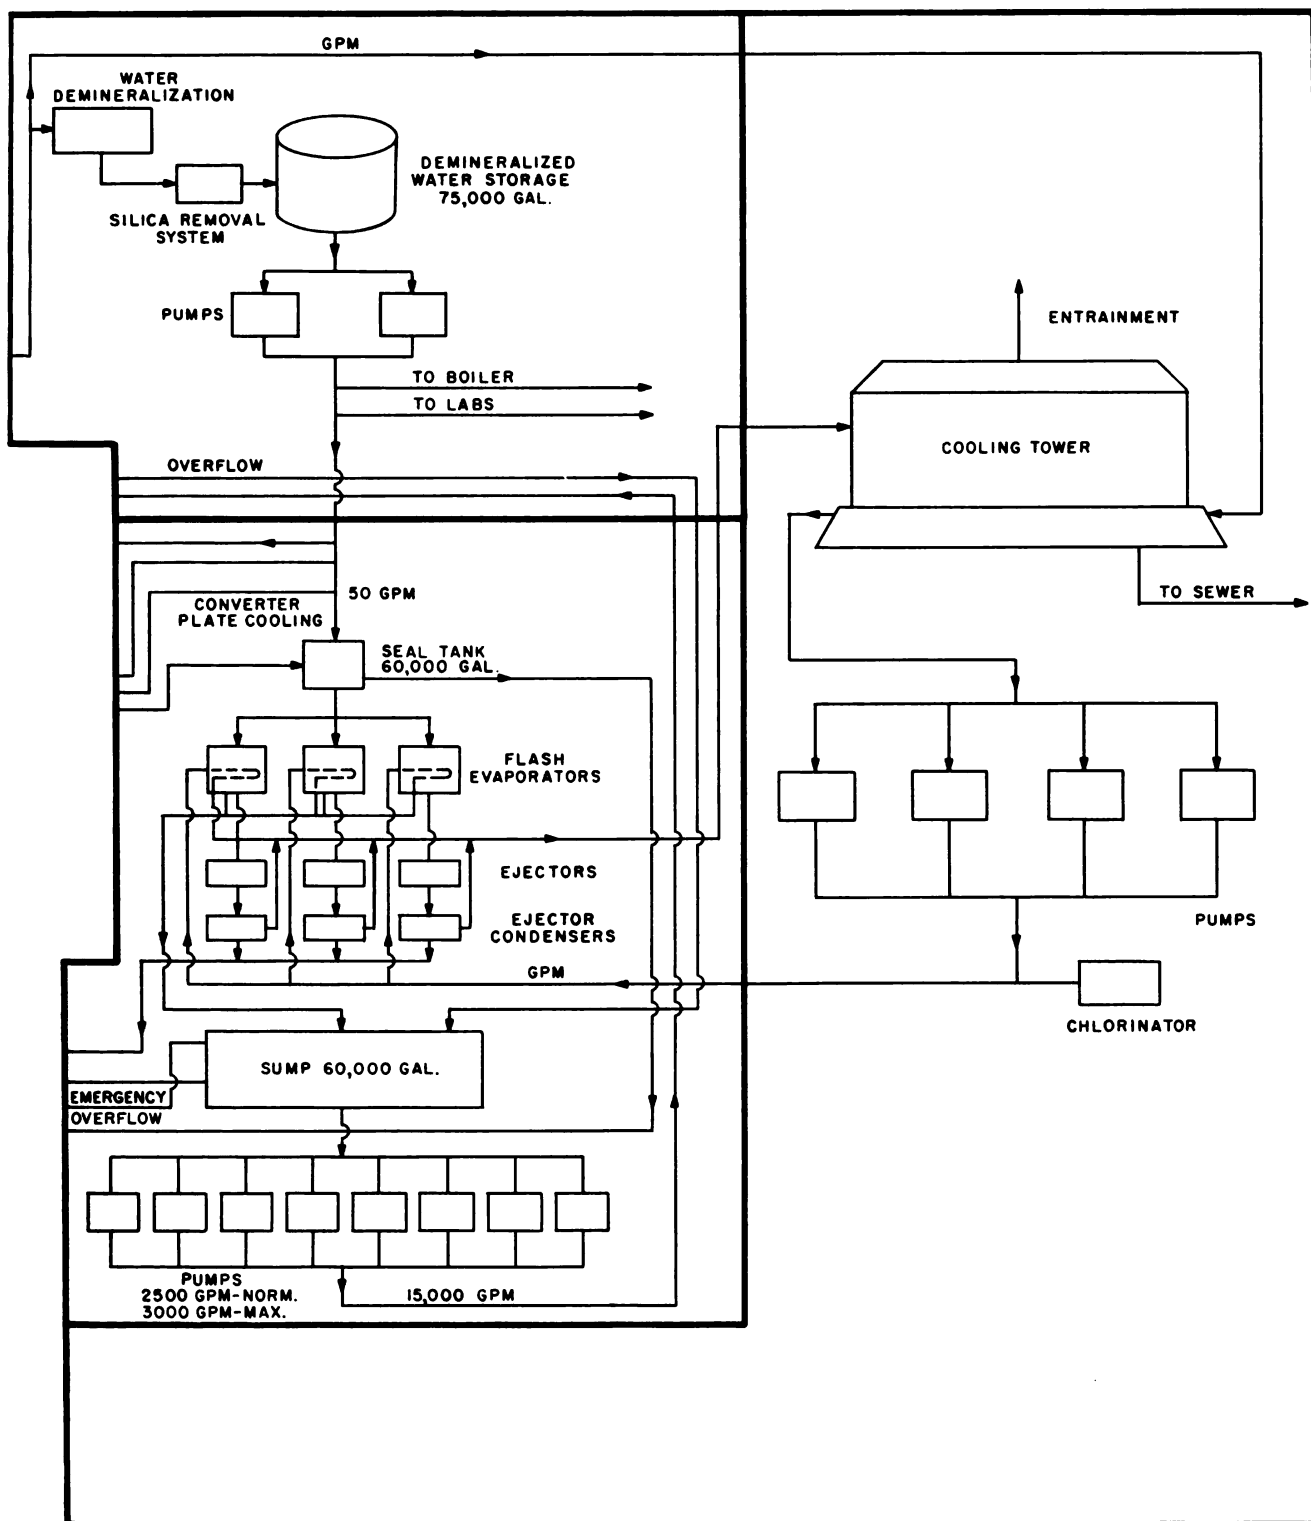 GPM
WATER
DEMINERALIZATION
DEMINERALIZED
WATER STORAGE
75,000 GAL.
SILICA REMOVAL
SYSTEM
PUMPS
ENTRAINMENT
TO BOILER
TO LABS
COOLING TOWER
OVERFLOW
TO SEWER
50 GPM
CONVERTER
PLATE COOLING
SEAL TANK
60,000 GAL.
FLASH
EVAPORATORS
EJECTORS
EJECTOR
CONDENSERS
PUMPS
GPM
CHLORINATOR
SUMP 60,000 GAL.
EMERGENCY
OVERFLOW
PUMPS
2500 GPM-NORM.
3000 GPM-MAX.
15,000 GPM